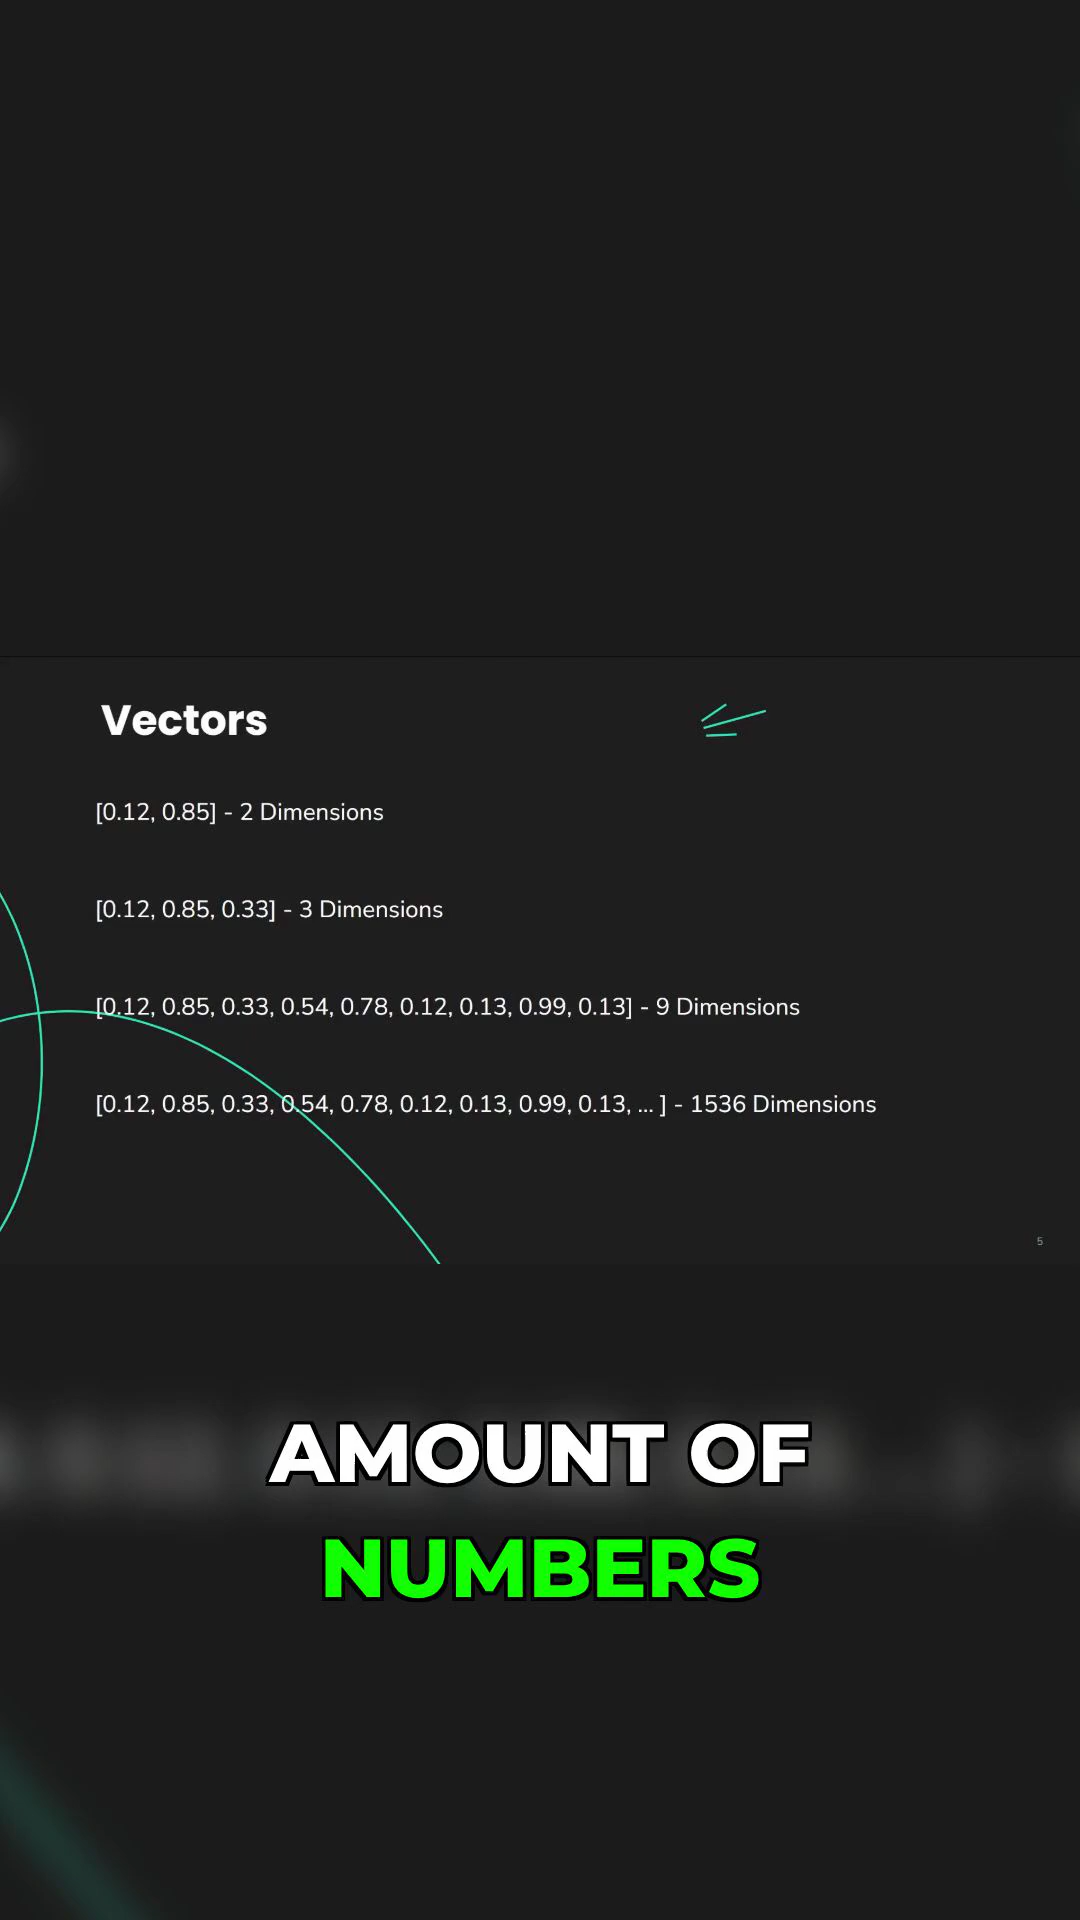 Vectors
[0.12, 0.85] - 2 Dimensions
[0.12, 0.85, 0.33] - 3 Dimensions
[0.12, 0.85, 0.33, 0.54, 0.78, 0.12, 0.13, 0.99, 0.13] - 9 Dimensions
[0.12, 0.85, 0.33, 0.54, 0.78, 0.12, 0.13, 0.99, 0.13, ... ] - 1536 Dimensions
5
AMOUNT OF
NUMBERS